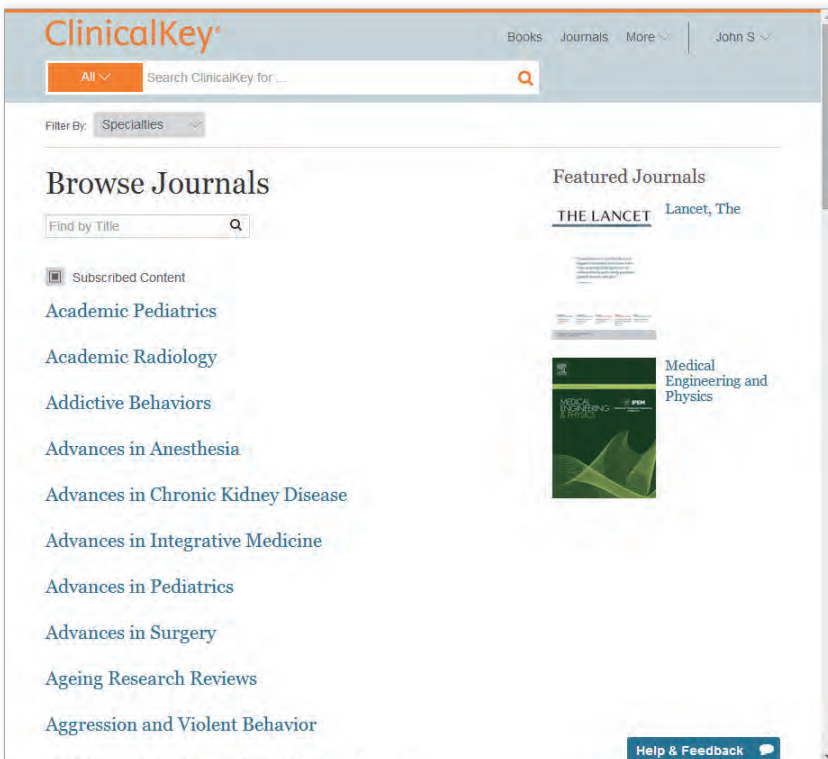 ClinicalKey®
Books Journals More John S
All Search ClinicalKey for ...
Filter By: Specialties
Browse Journals
Find by Title
Subscribed Content
Academic Pediatrics
Academic Radiology
Addictive Behaviors
Advances in Anesthesia
Advances in Chronic Kidney Disease
Advances in Integrative Medicine
Advances in Pediatrics
Advances in Surgery
Ageing Research Reviews
Aggression and Violent Behavior
Featured Journals
THE LANCET
Lancet, The
MEDICAL
ENGINEERING
& PHYSICS
IPEM
Medical
Engineering and
Physics
Help & Feedback